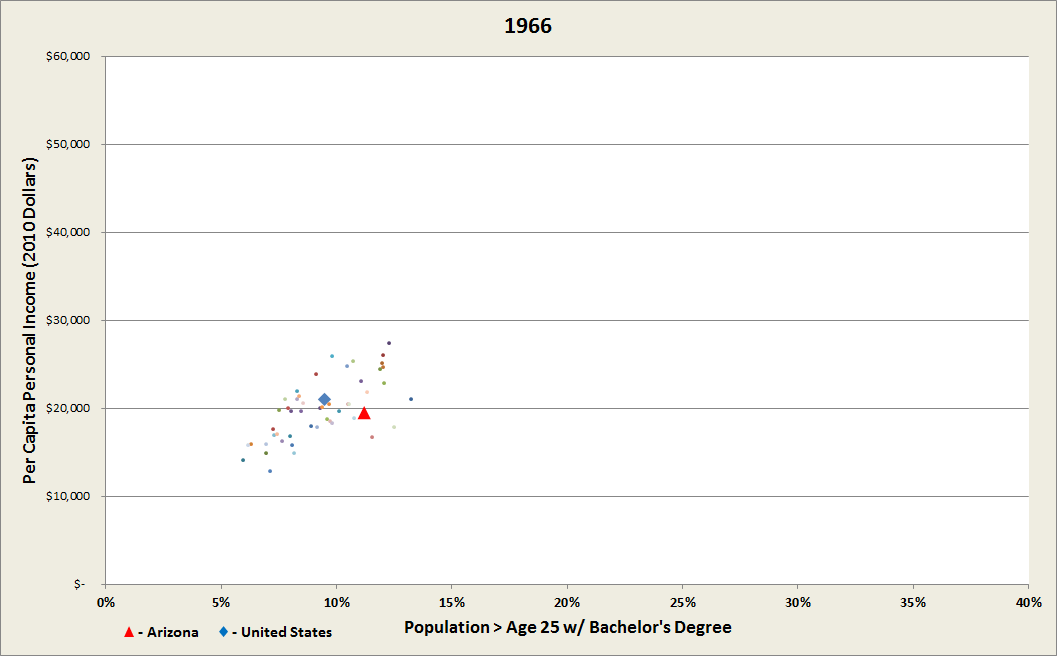 1966
$60,000
$50,000
$40,000
$30,000
$20,000
$10,000
$-
Per Capita Personal Income (2010 Dollars)
0% 5% 10% 15% 20% 25% 30% 35% 40%
Population > Age 25 w/ Bachelor's Degree
- Arizona - United States